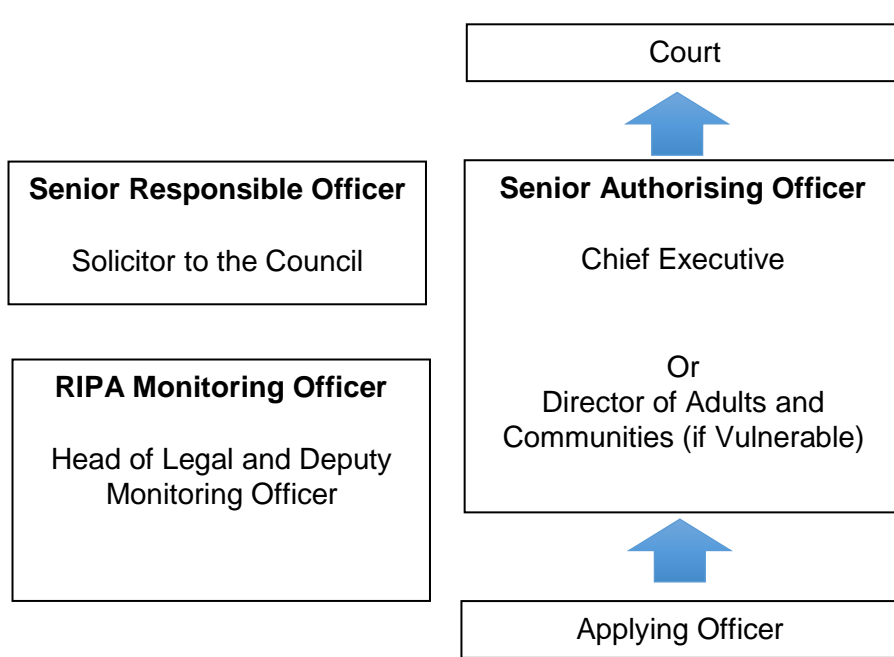 Court
Senior Responsible Officer
Solicitor to the Council
Senior Authorising Officer
Chief Executive
Or
Director of Adults and
Communities (if Vulnerable)
RIPA Monitoring Officer
Head of Legal and Deputy
Monitoring Officer
Applying Officer